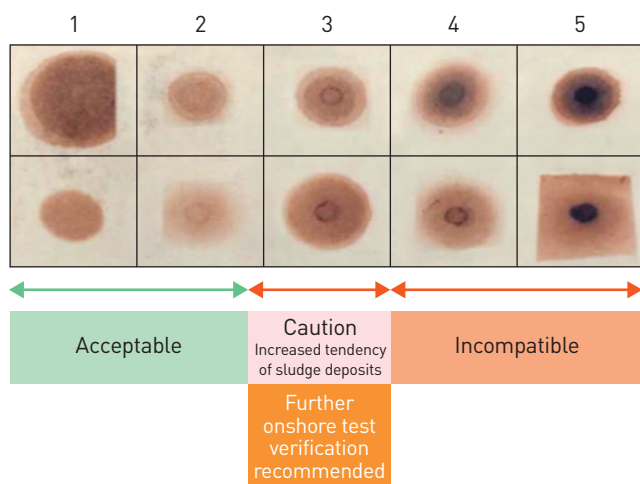 1 2 3 4 5
Acceptable
Caution
Increased tendency
of sludge deposits
Incompatible
Further
onshore test
verification
recommended